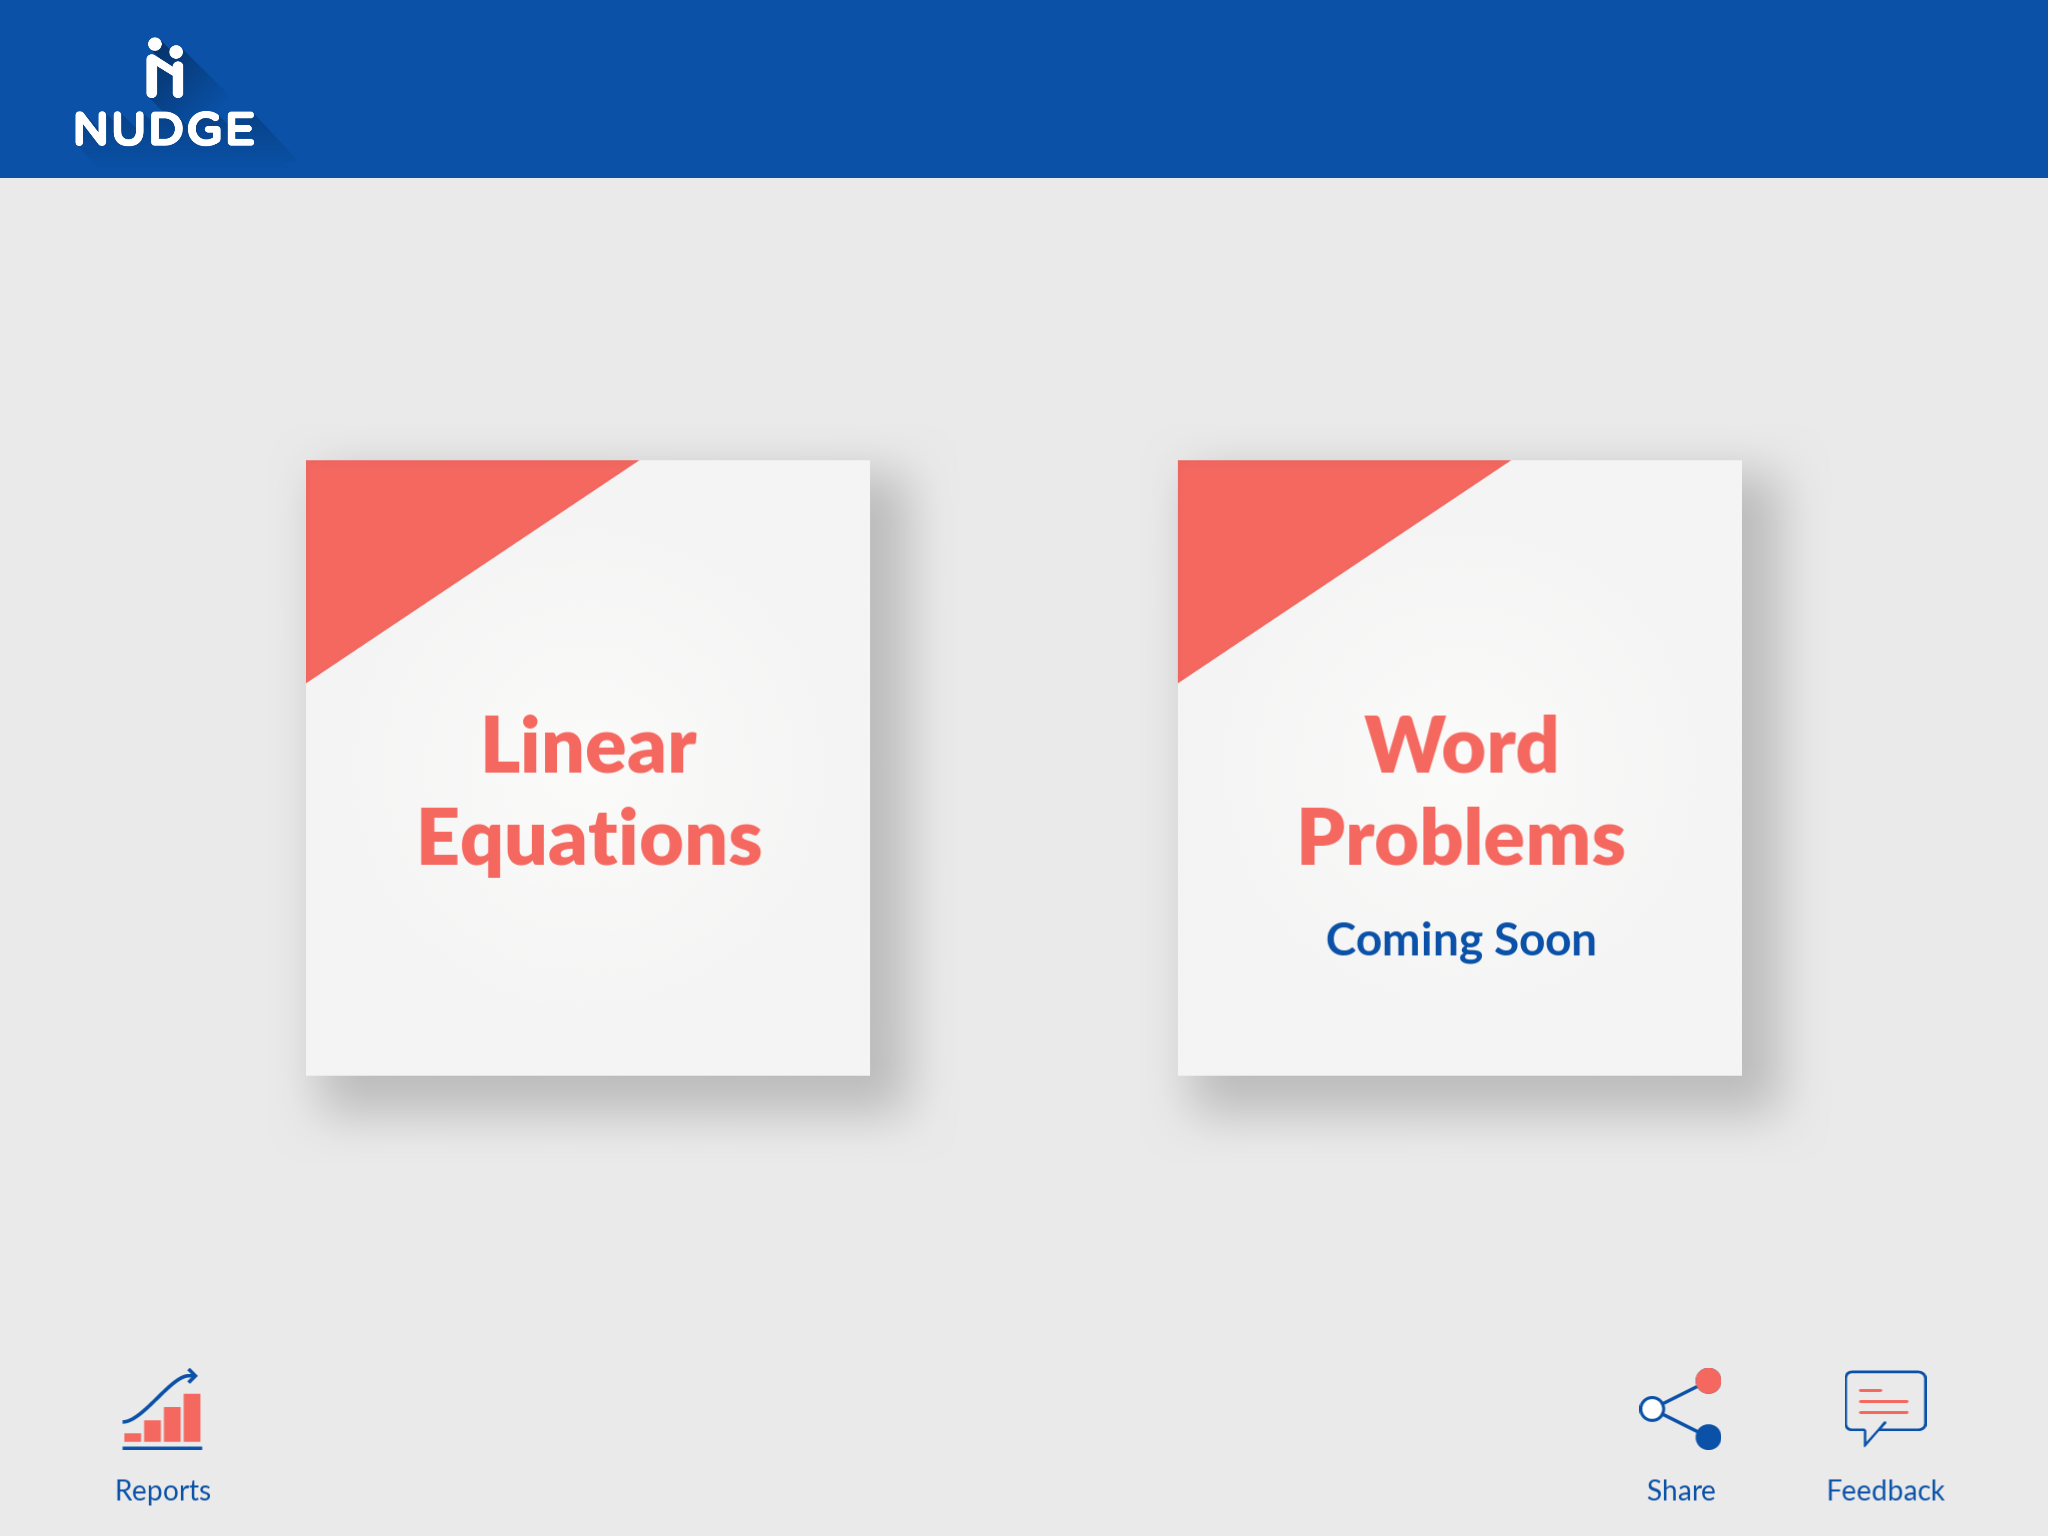 NUDGE
Linear
Equations
Word
Problems
Coming Soon
Reports
Share
Feedback